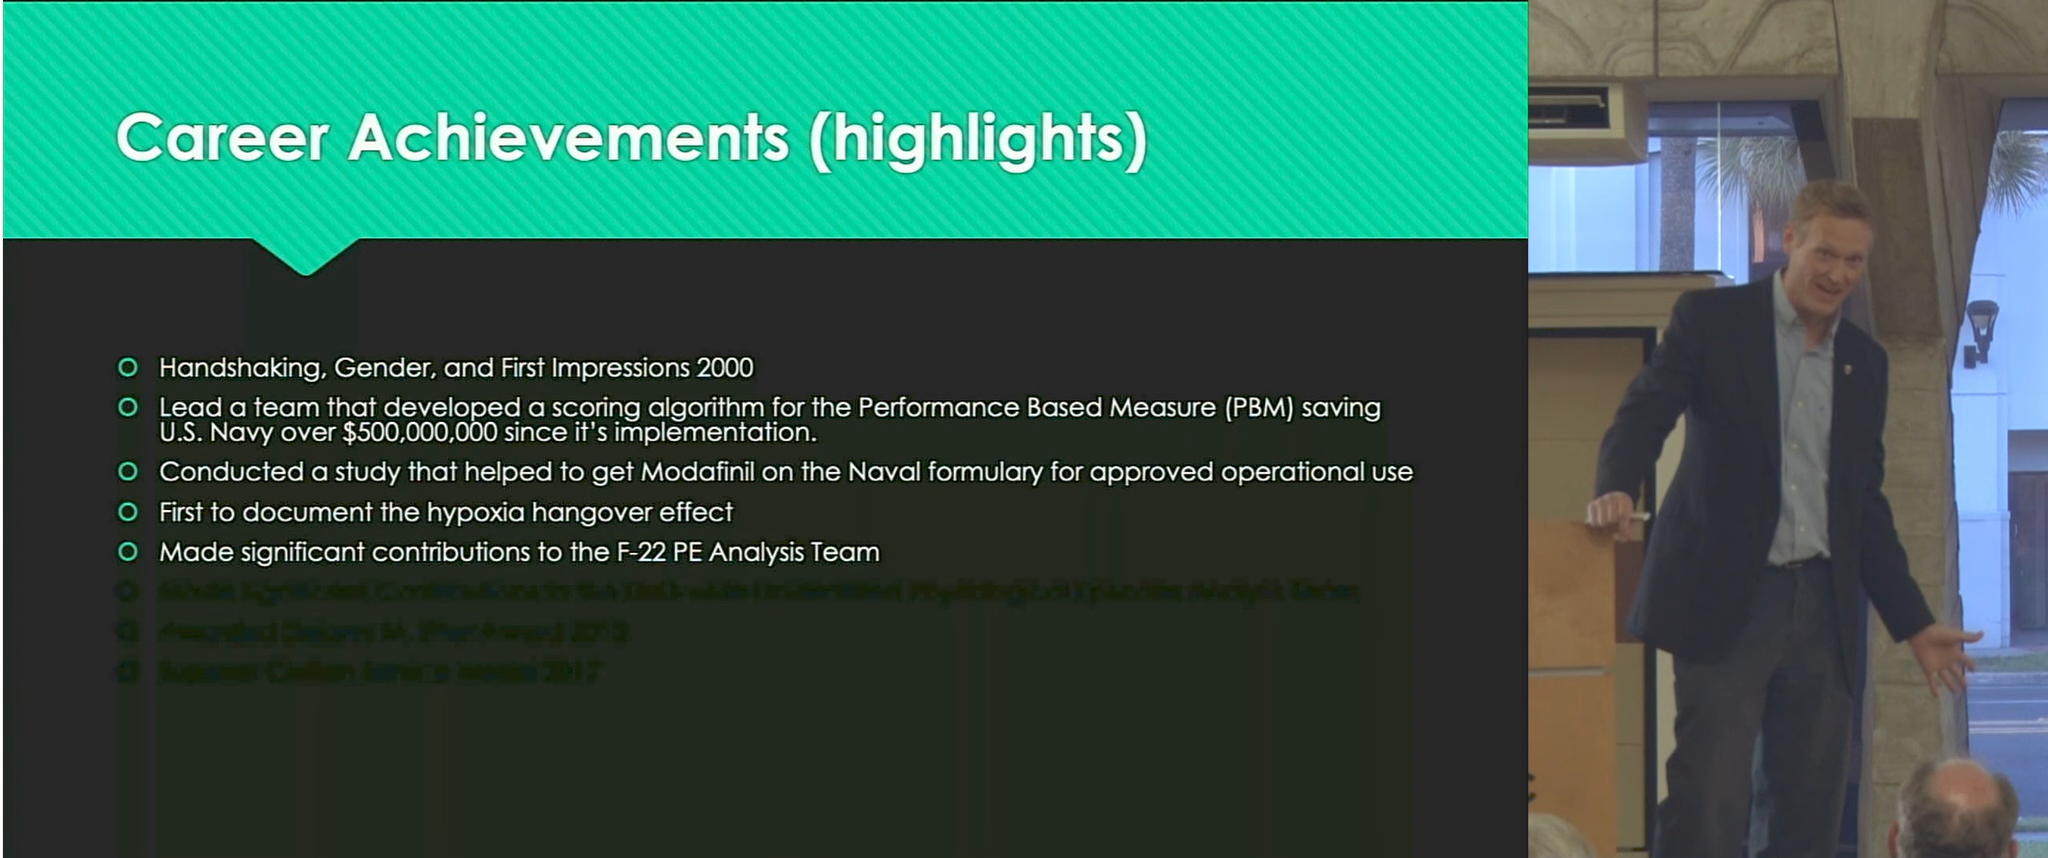 Career Achievements (highlights)
Handshaking, Gender, and First Impressions 2000
Lead a team that developed a scoring algorithm for the Performance Based Measure (PBM) saving
U.S. Navy over $500,000,000 since it's implementation.
Conducted a study that helped to get Modafinil on the Naval formulary for approved operational use
First to document the hypoxia hangover effect
Made significant contributions to the F-22 PE Analysis Team